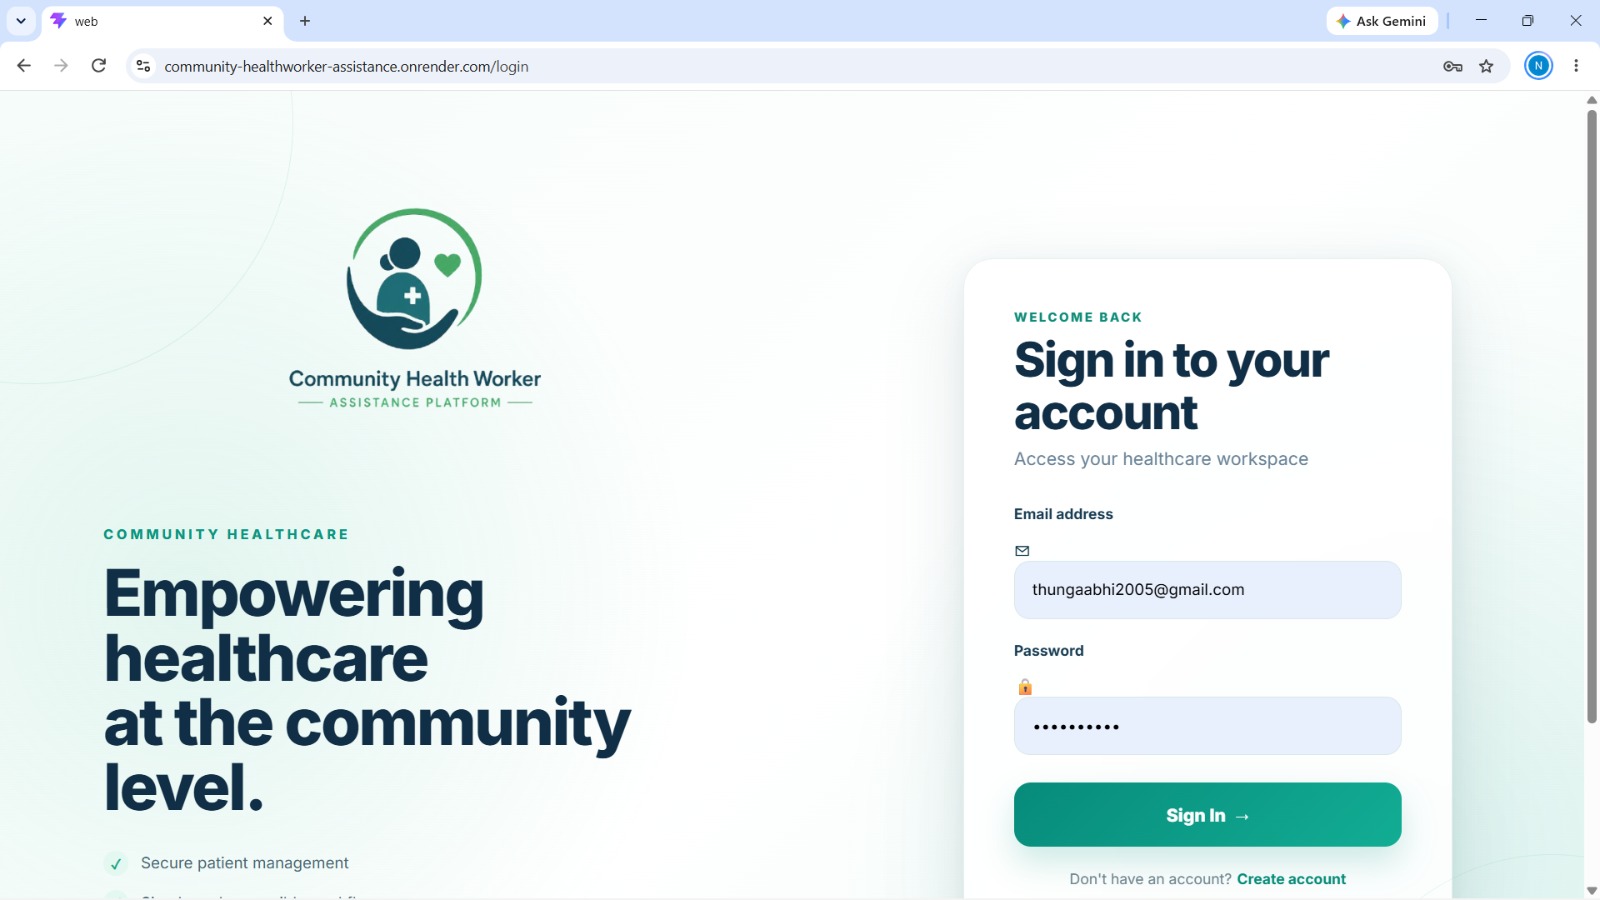 web
Ask Gemini
community-healthworker-assistance.onrender.com/login
N
Community Health Worker
ASSISTANCE PLATFORM
COMMUNITY HEALTHCARE
Empowering
healthcare
at the community
level.
Secure patient management
WELCOME BACK
Sign in to your
account
Access your healthcare workspace
Email address
thungaabhi2005@gmail.com
Password
••••••••••
Sign In →
Don't have an account? Create account